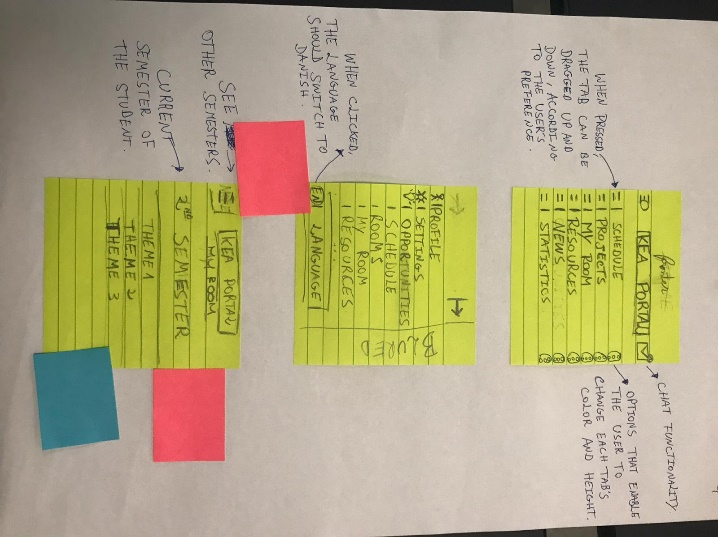 WHEN PRESSED,
THE TAB CAN BE
DRAGGED UP AND
DOWN, ACCORDING
TO THE USER'S
PREFERENCE.
KEA PORTAL
= | SCHEDULE
= | PROJECTS
= | MY ROOM
= | RESOURCES
= | NEWS
= | STATISTICS
CHAT FUNCTIONALITY
OPTIONS THAT ENABLE
THE USER TO
CHANGE EACH TAB'S
COLOR AND HEIGHT.
WHEN CLICKED,
THE LANGUAGE
SHOULD SWITCH TO
DANISH.
PROFILE
SETTINGS
OPPORTUNITIES
SCHEDULE
ROOMS
MY ROOM
RESOURCES
EN LANGUAGE
BLURED
SEE
OTHER SEMESTERS.
CURRENT
SEMESTER OF
THE STUDENT.
KEA PORTAL
MY ROOM
2ND SEMESTER
THEME 1
THEME 2
THEME 3